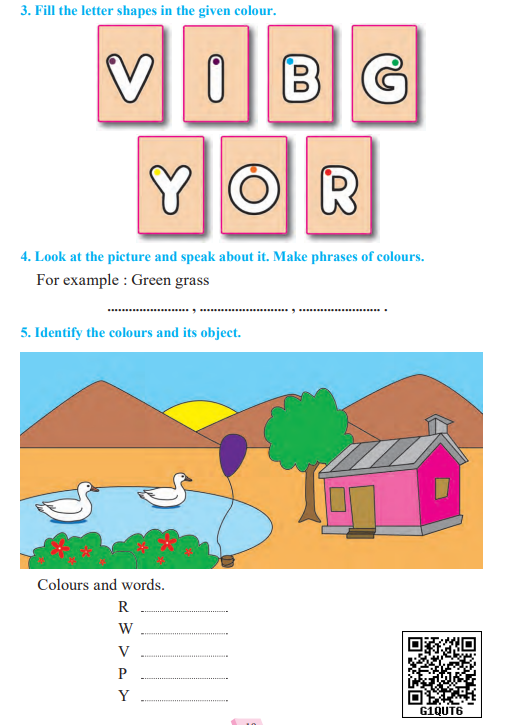 3. Fill the letter shapes in the given colour.
V I B G
Y O R
4. Look at the picture and speak about it. Make phrases of colours.
For example : Green grass
........................ , .......................... , ........................ .
5. Identify the colours and its object.
Colours and words.
R ..........................
W ..........................
V ..........................
P ..........................
Y ..........................
G1QUT6